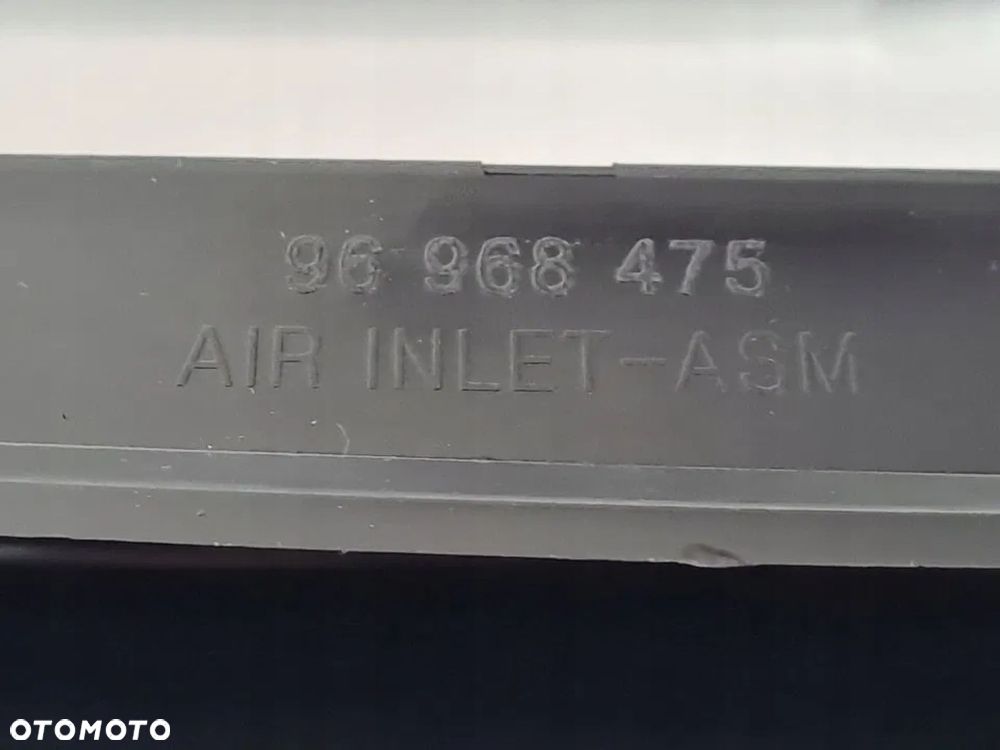 96 968 475
AIR INLET-ASM
OTOMOTO